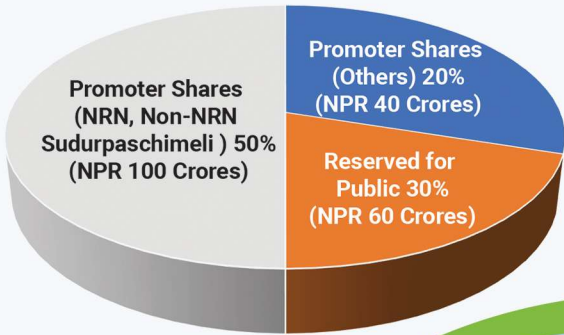 Promoter Shares
(NRN, Non-NRN
Sudurpaschimeli ) 50%
(NPR 100 Crores)
Promoter Shares
(Others) 20%
(NPR 40 Crores)
Reserved for
Public 30%
(NPR 60 Crores)